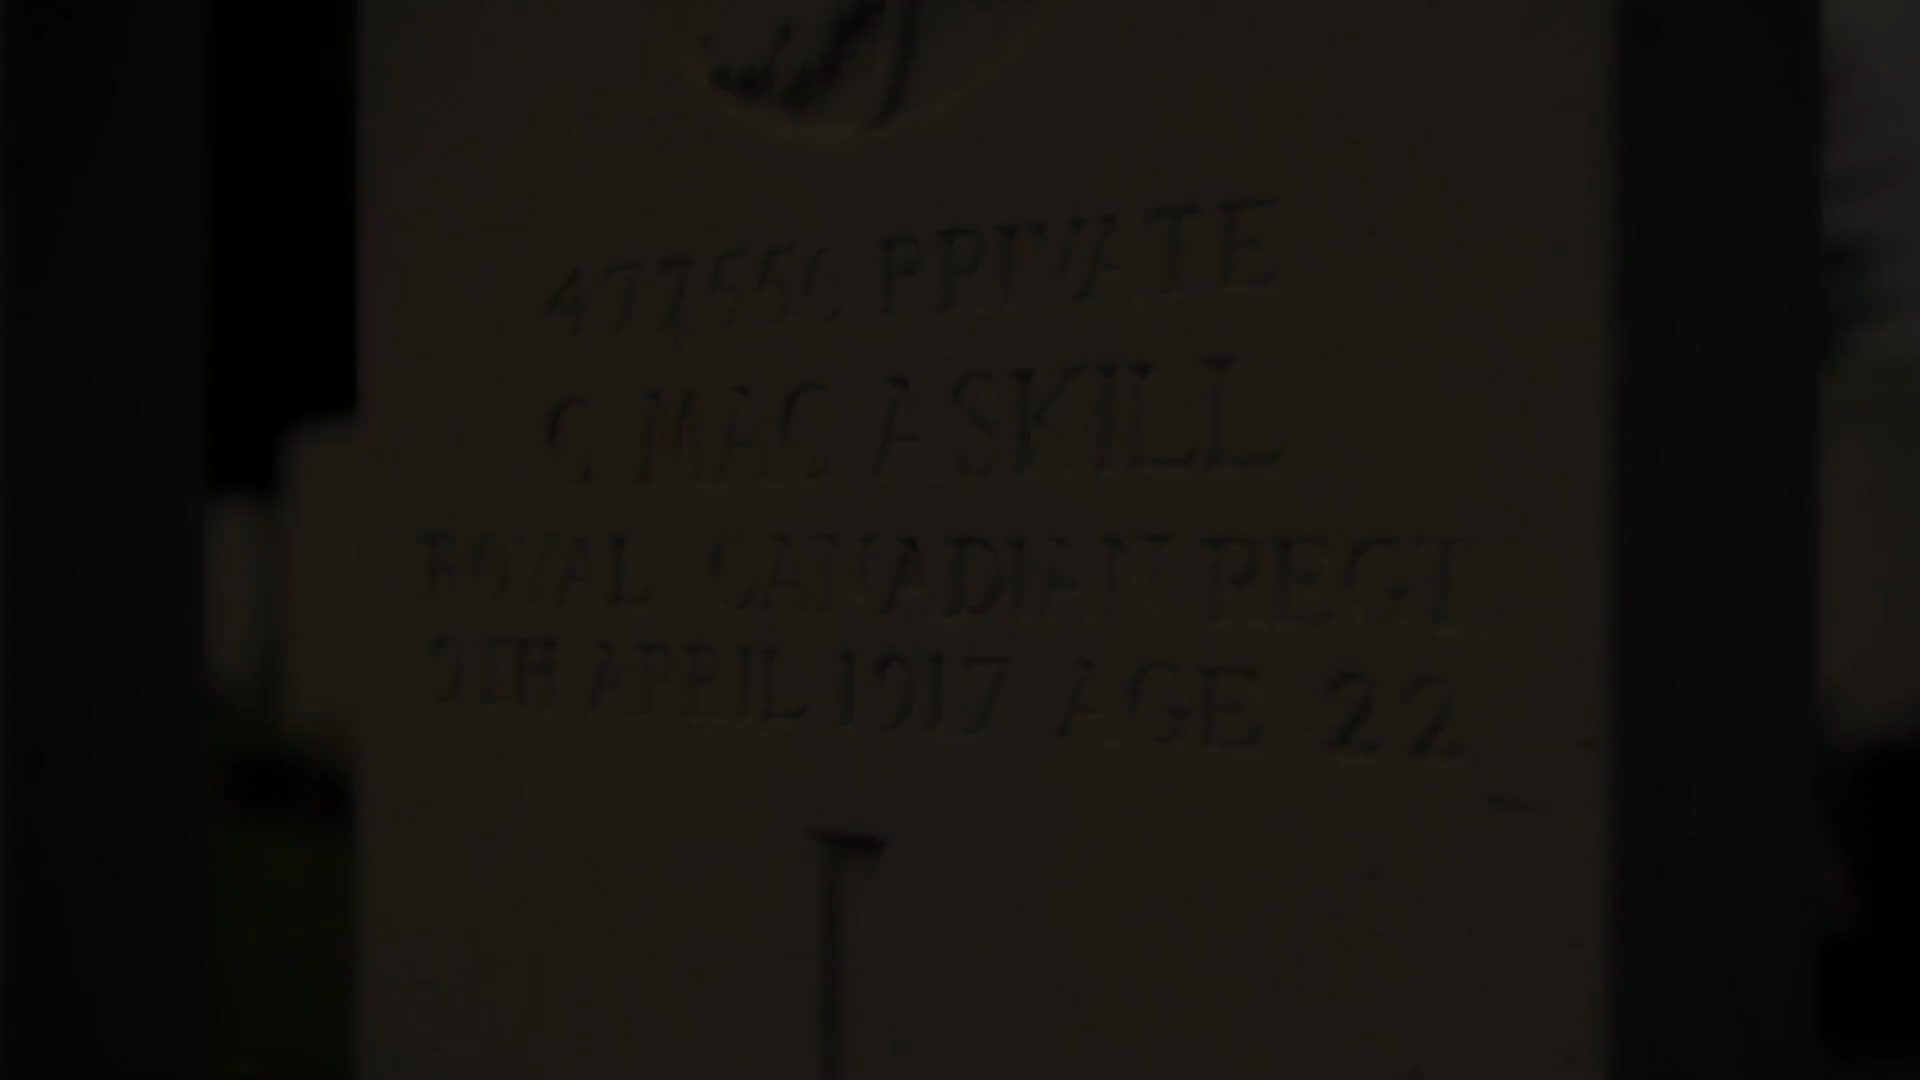 477556 PRIVATE
C. MAC ASKILL
ROYAL CANADIAN REGT
9TH APRIL 1917 AGE 22